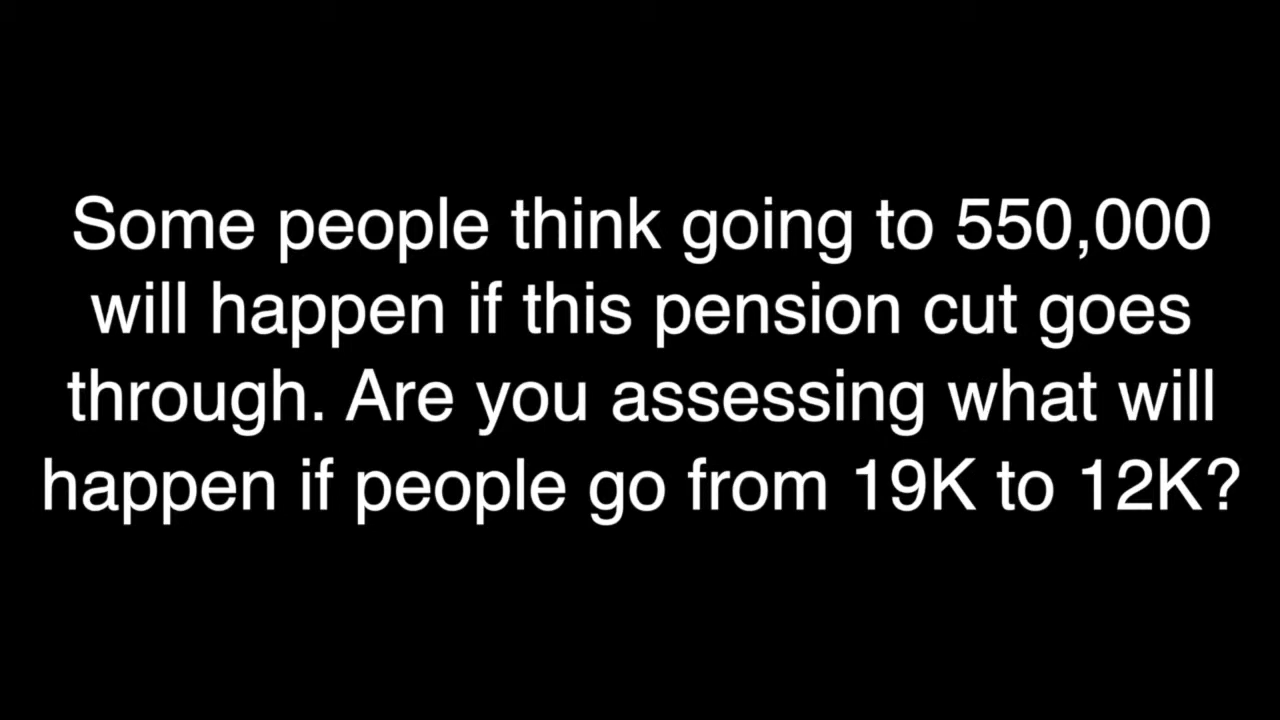 Some people think going to 550,000
will happen if this pension cut goes
through. Are you assessing what will
happen if people go from 19K to 12K?